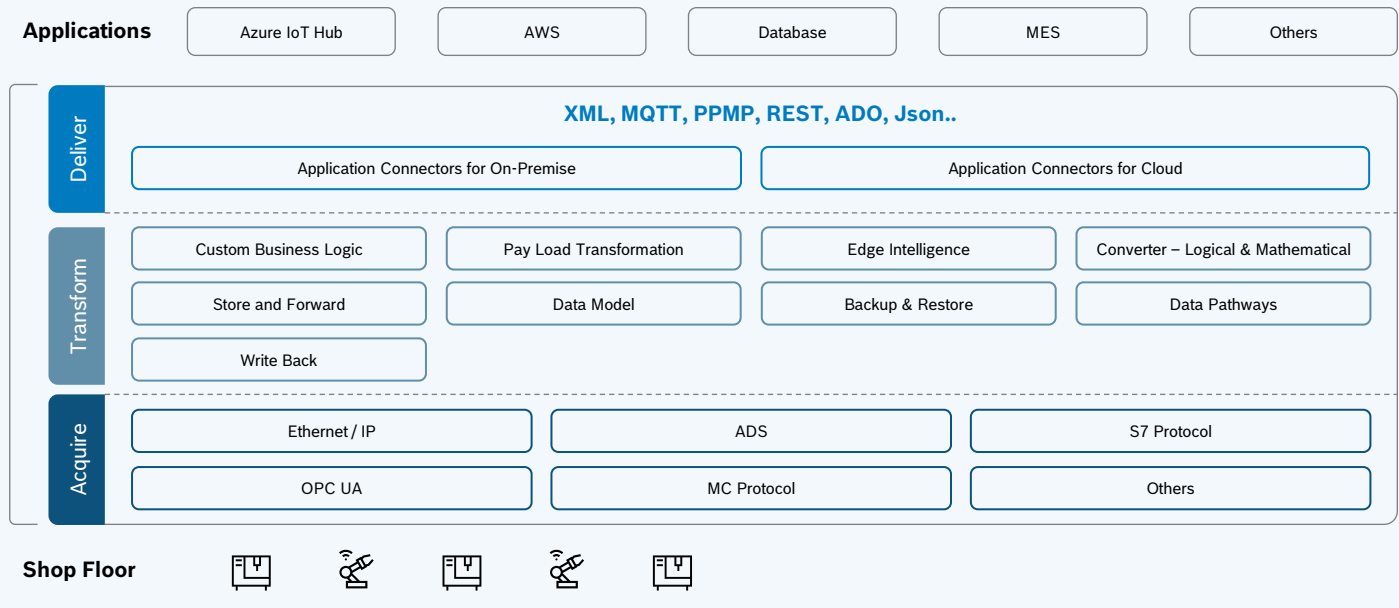 Applications
Azure IoT Hub
AWS
Database
MES
Others
Deliver
XML, MQTT, PPMP, REST, ADO, Json..
Application Connectors for On-Premise
Application Connectors for Cloud
Transform
Custom Business Logic
Pay Load Transformation
Edge Intelligence
Converter – Logical & Mathematical
Store and Forward
Data Model
Backup & Restore
Data Pathways
Write Back
Acquire
Ethernet / IP
ADS
S7 Protocol
OPC UA
MC Protocol
Others
Shop Floor